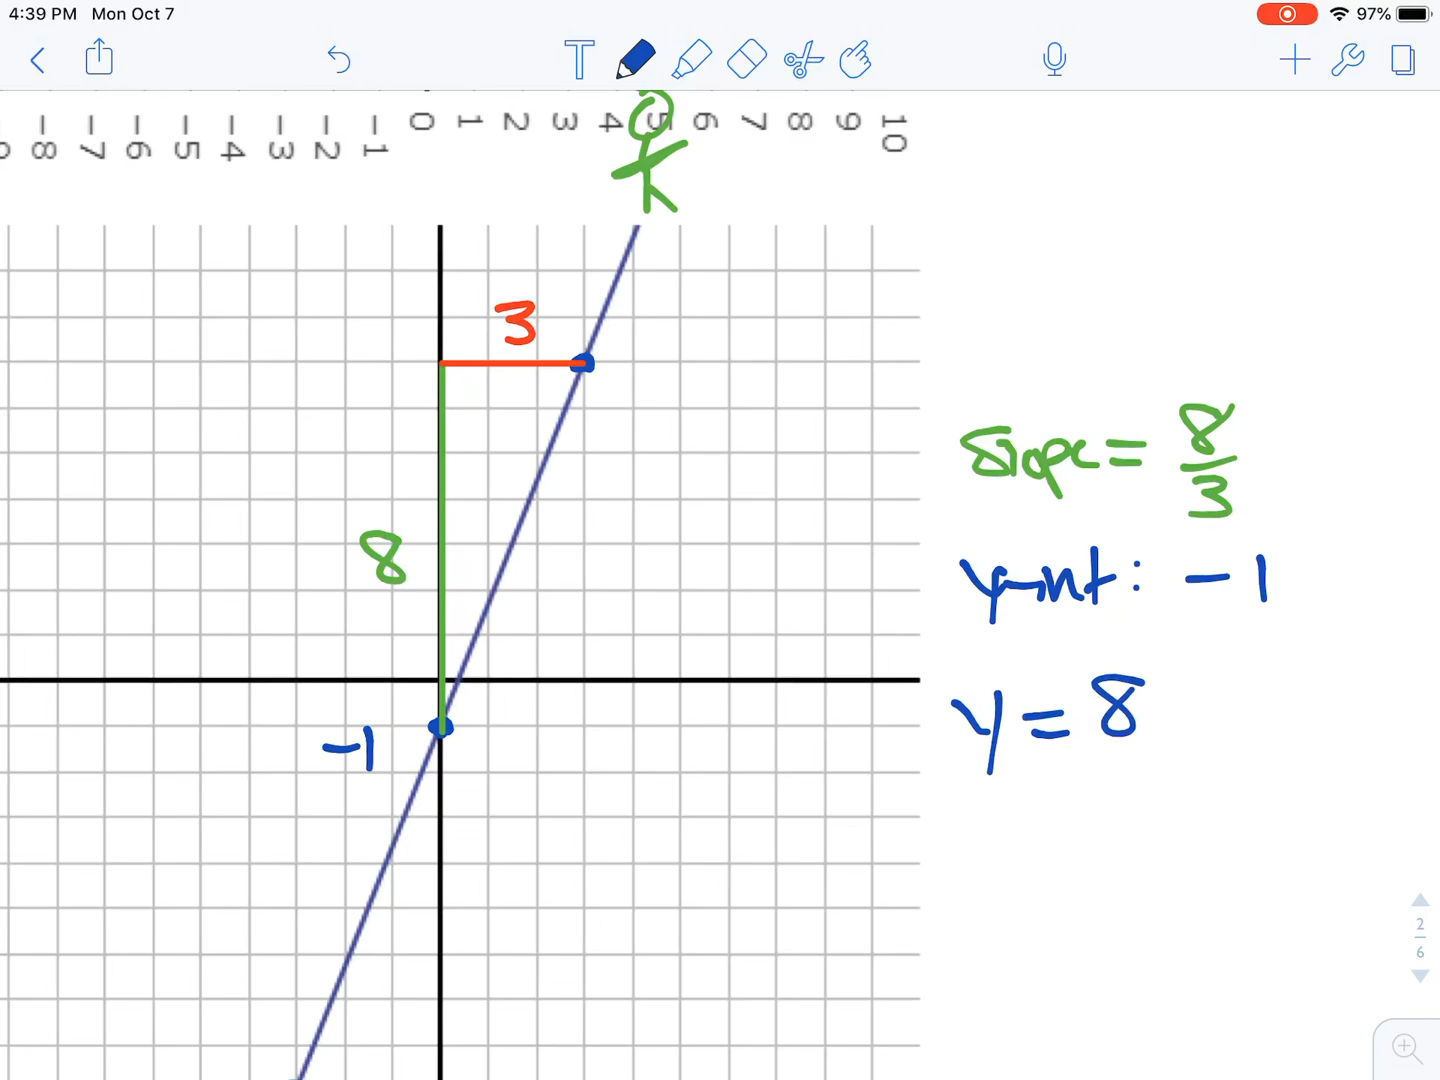 4:39 PM Mon Oct 7 97%
T
-8 -7 -6 -5 -4 -3 -2 -1 0 1 2 3 4 5 6 7 8 9 10
3
8
-1
slope = 8/3
y-int: -1
y = 8
2
6